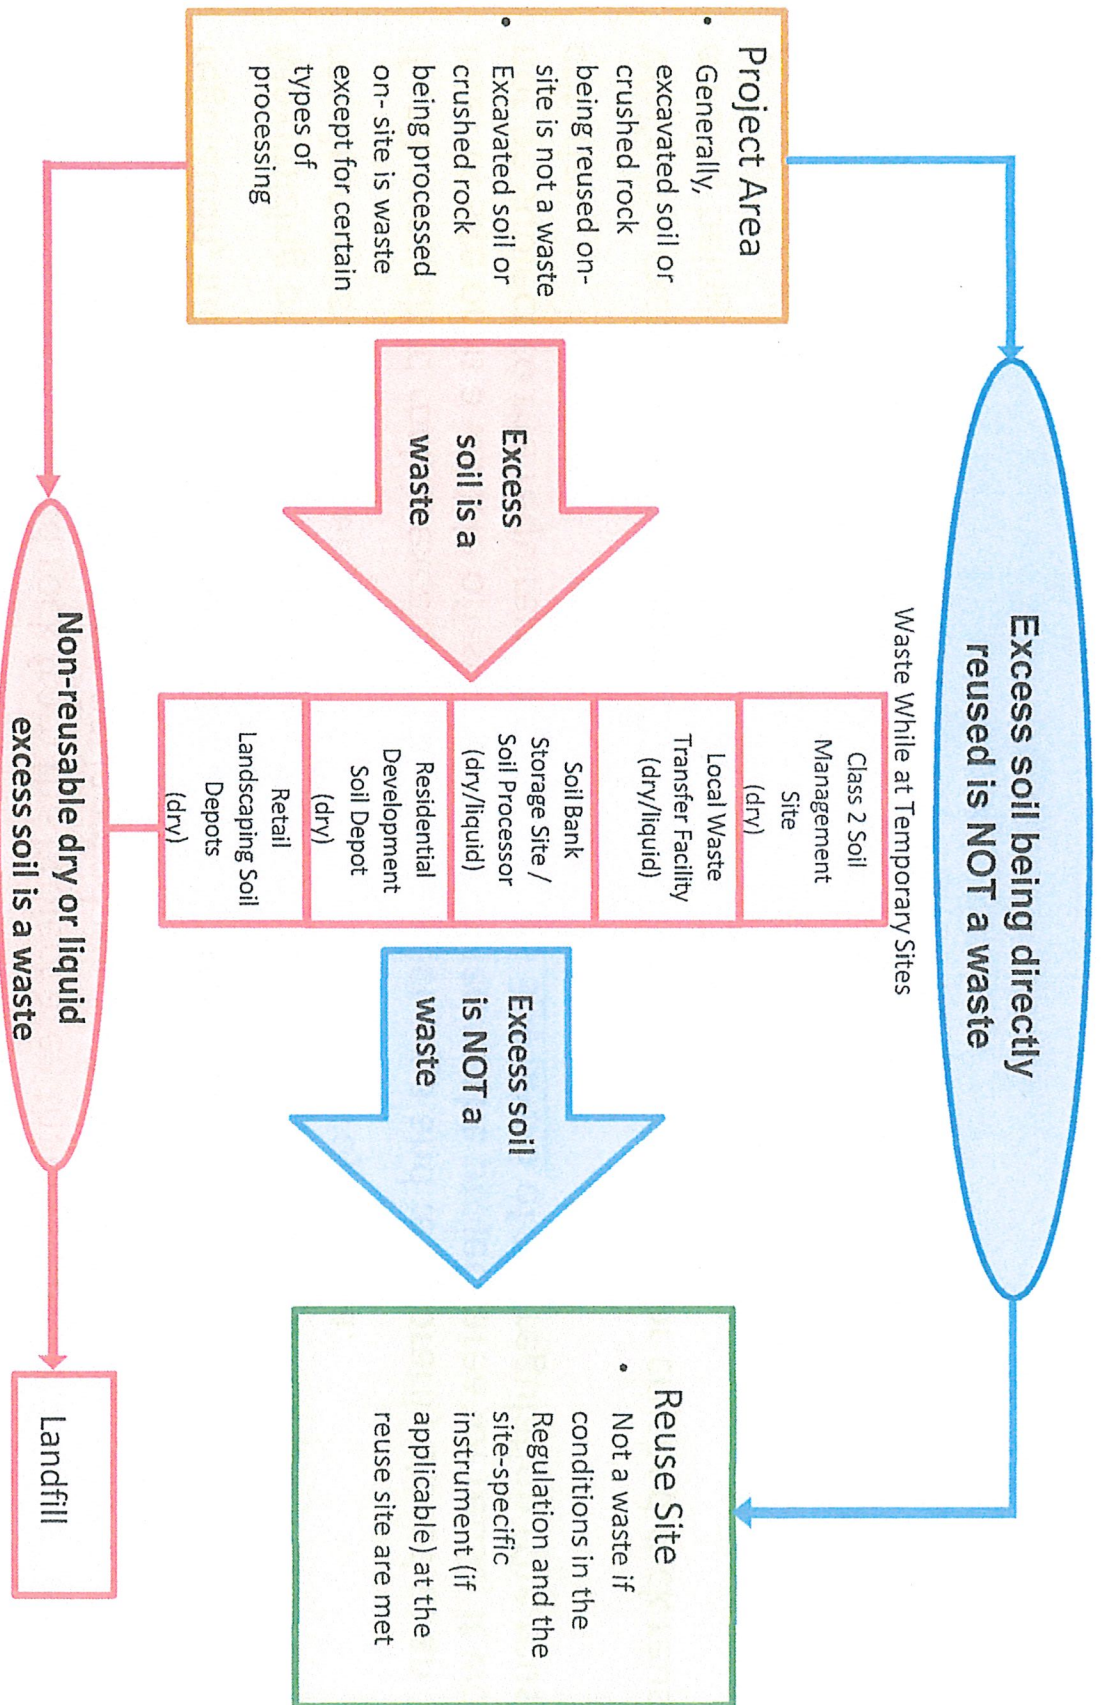 Project Area
• Generally,
excavated soil or
crushed rock
being reused on-
site is not a waste
• Excavated soil or
crushed rock
being processed
on- site is waste
except for certain
types of
processing
Excess soil being directly
reused is NOT a waste
Excess
soil is a
waste
Waste While at Temporary Sites
Class 2 Soil
Management
Site
(dry)
Local Waste
Transfer Facility
(dry/liquid)
Soil Bank
Storage Site /
Soil Processor
(dry/liquid)
Residential
Development
Soil Depot
(dry)
Retail
Landscaping Soil
Depots
(dry)
Excess soil
is NOT a
waste
Reuse Site
• Not a waste if
conditions in the
Regulation and the
site-specific
instrument (if
applicable) at the
reuse site are met
Non-reusable dry or liquid
excess soil is a waste
Landfill